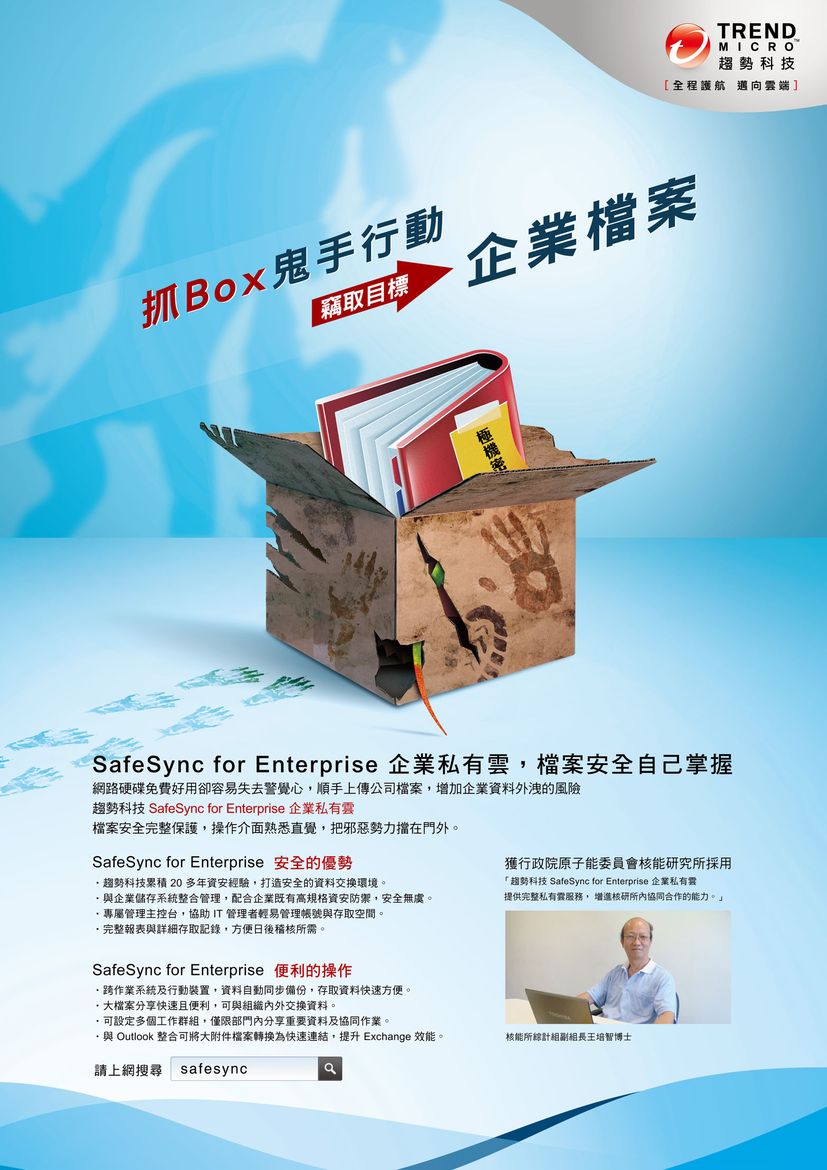 TREND
MICRO™
趨勢科技
[全程護航 邁向雲端]
抓Box鬼手行動
竊取目標
企業檔案
極機密
SafeSync for Enterprise 企業私有雲，檔案安全自己掌握
網路硬碟免費好用卻容易失去警覺心，順手上傳公司檔案，增加企業資料外洩的風險
趨勢科技 SafeSync for Enterprise 企業私有雲
檔案安全完整保護，操作介面熟悉直覺，把邪惡勢力擋在門外。
SafeSync for Enterprise 安全的優勢
・趨勢科技累積 20 多年資安經驗，打造安全的資料交換環境。
・與企業儲存系統整合管理，配合企業既有高規格資安防禦，安全無虞。
・專屬管理主控台，協助 IT 管理者輕易管理帳號與存取空間。
・完整報表與詳細存取記錄，方便日後稽核所需。
SafeSync for Enterprise 便利的操作
・跨作業系統及行動裝置，資料自動同步備份，存取資料快速方便。
・大檔案分享快速且便利，可與組織內外交換資料。
・可設定多個工作群組，僅限部門內分享重要資料及協同作業。
・與 Outlook 整合可將大附件檔案轉換為快速連結，提升 Exchange 效能。
請上網搜尋 safesync
獲行政院原子能委員會核能研究所採用
「趨勢科技 SafeSync for Enterprise 企業私有雲
提供完整私有雲服務， 增進核研所內協同合作的能力。」
TOSHIBA
核能所綜計組副組長王培智博士